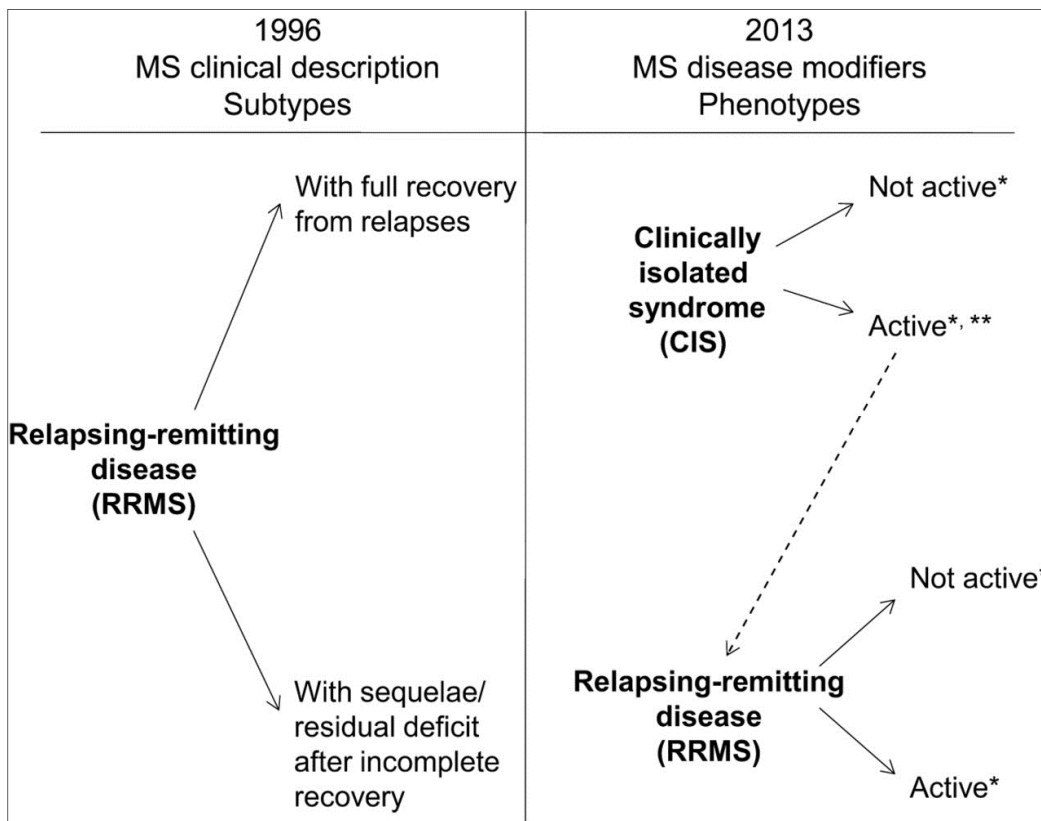 1996
MS clinical description
Subtypes
With full recovery
from relapses
Relapsing-remitting
disease
(RRMS)
With sequelae/
residual deficit
after incomplete
recovery
2013
MS disease modifiers
Phenotypes
Clinically
isolated
syndrome
(CIS)
Not active*
Active*, **
Relapsing-remitting
disease
(RRMS)
Not active*
Active*